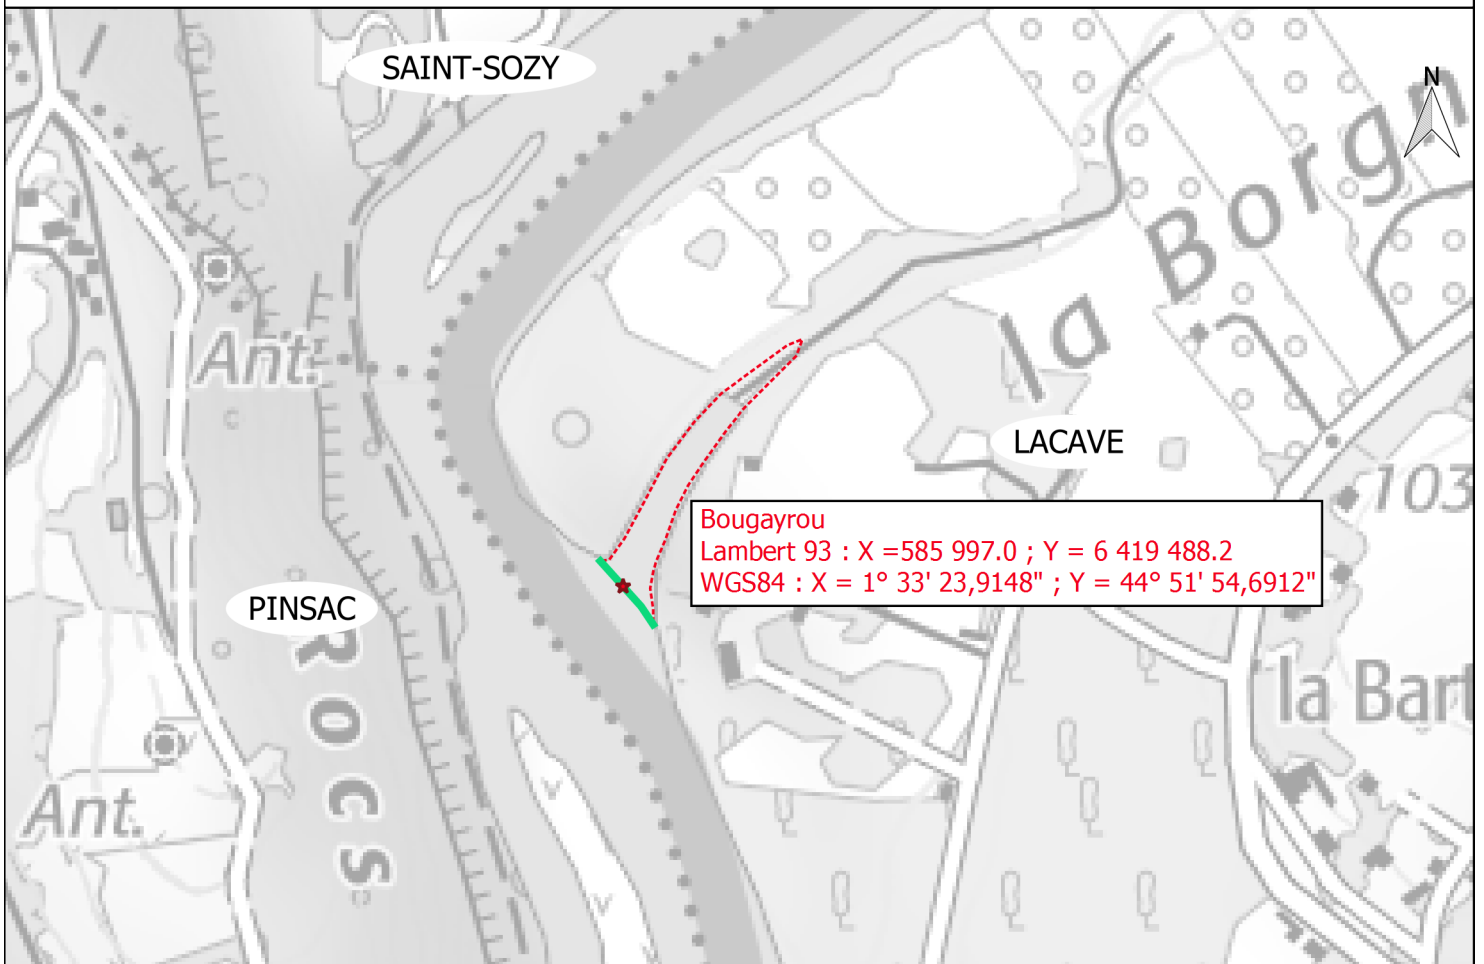 SAINT-SOZY
N
la Borgn
Ant.
LACAVE
103
Bougayrou
Lambert 93 : X =585 997.0 ; Y = 6 419 488.2
WGS84 : X = 1° 33' 23,9148" ; Y = 44° 51' 54,6912"
PINSAC
ROCS
la Bart
Ant.